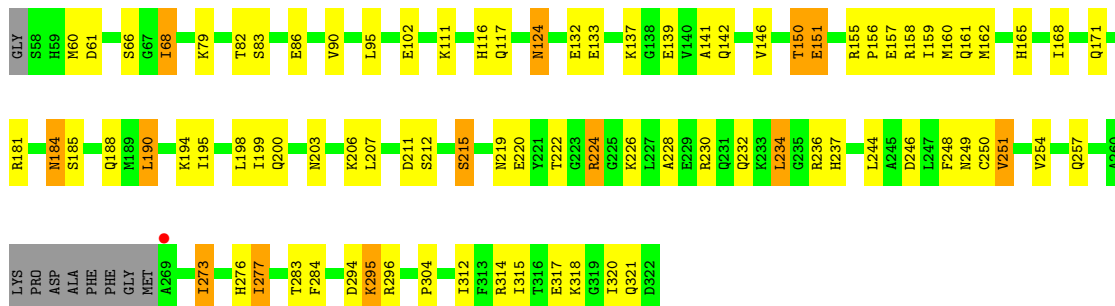 GLY S58 H59 M60 D61 S66 G67 I68 K79 T82 S83 E86 V90 L95 E102 K111 H116 Q117 N124 E132 E133 K137 G138 E139 V140 A141 Q142 V146 T150 E151 R155 P156 E157 R158 I159 M160 Q161 M162 H165 I168 Q171
R181 N184 S185 Q188 M189 L190 K194 I195 L198 I199 Q200 N203 K206 L207 D211 S212 S215 N219 E220 Y221 T222 G223 R224 G225 K226 L227 A228 E229 R230 Q231 Q232 K233 L234 G235 R236 H237 L244 A245 D246 L247 F248 N249 C250 V251 V254 Q257 A260
LYS PRO ASP ALA PHE PHE GLY MET A269 I273 H276 I277 T283 F284 D294 K295 R296 P304 I312 F313 R314 I315 T316 E317 K318 G319 I320 Q321 D322